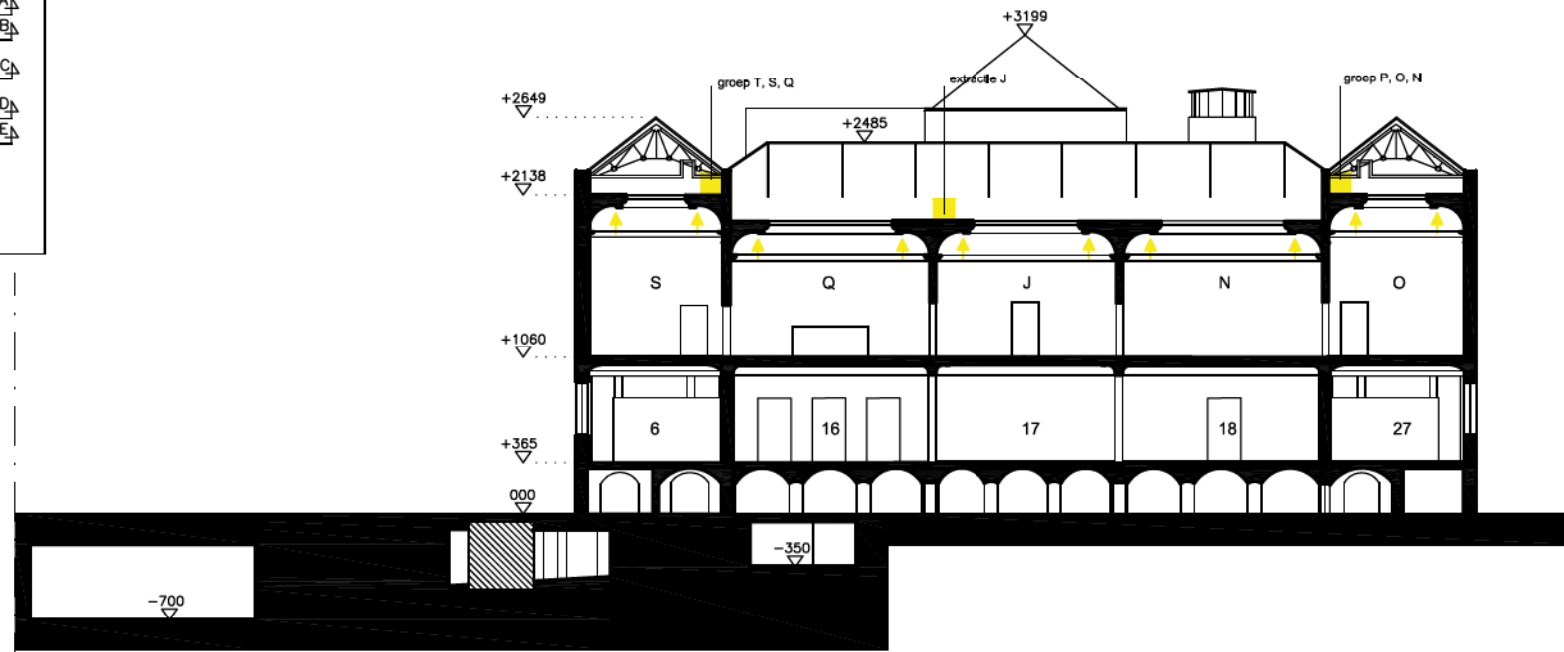 A
B
C
D
E
+3199
groep T, S, Q
extractie J
groep P, O, N
+2649
+2485
+2138
S
Q
J
N
O
+1060
6
16
17
18
27
+365
000
-350
-700